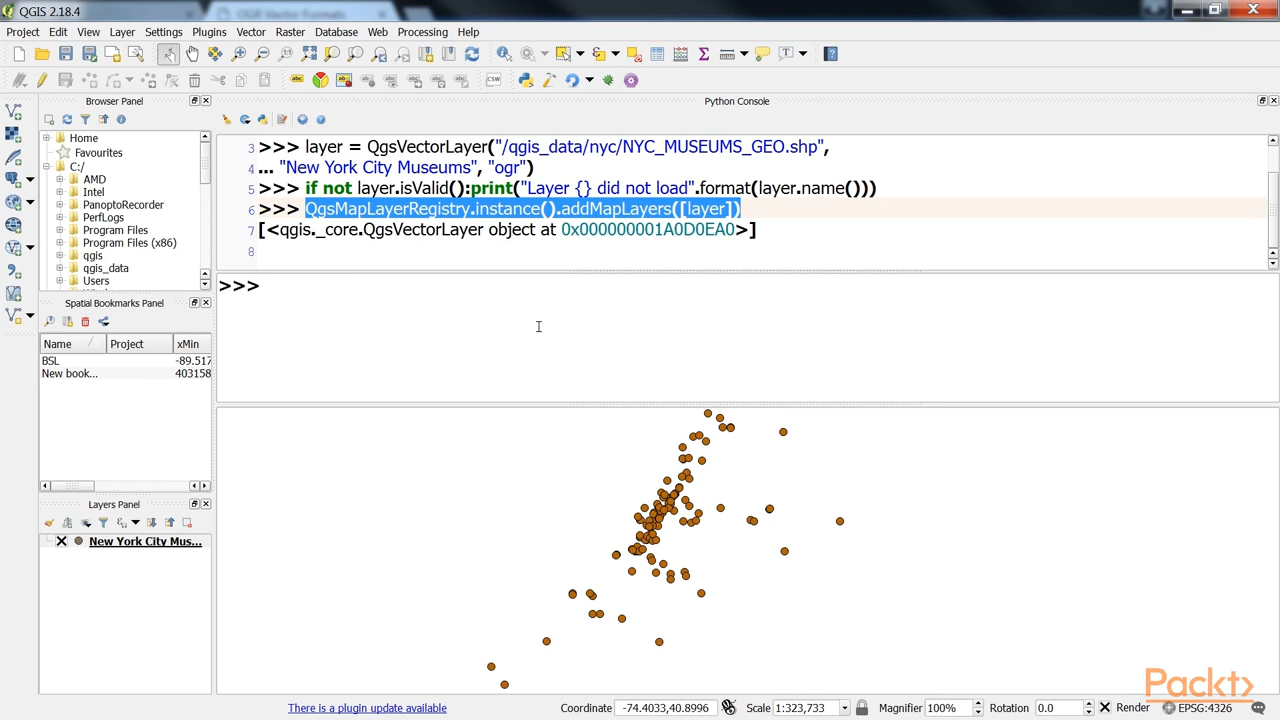 QGIS 2.18.4
OGR Vector Formats
Project Edit View Layer Settings Plugins Vector Raster Database Web Processing Help
Browser Panel
Python Console
Home
Favourites
C:/
AMD
Intel
PanoptoRecorder
PerfLogs
Program Files
Program Files (x86)
qgis
qgis_data
Users
3 >>> layer = QgsVectorLayer("/qgis_data/nyc/NYC_MUSEUMS_GEO.shp",
4 ... "New York City Museums", "ogr")
5 >>> if not layer.isValid():print("Layer {} did not load".format(layer.name()))
6 >>> QgsMapLayerRegistry.instance().addMapLayers([layer])
7 [<qgis._core.QgsVectorLayer object at 0x000000001A0D0EA0>]
8
>>>
Spatial Bookmarks Panel
Name Project xMin
BSL -89.517
New book... 403158
Layers Panel
New York City Mus...
Packt>
There is a plugin update available Coordinate -74.4033,40.8996 Scale 1:323,733 Magnifier 100% Rotation 0.0 Render EPSG:4326